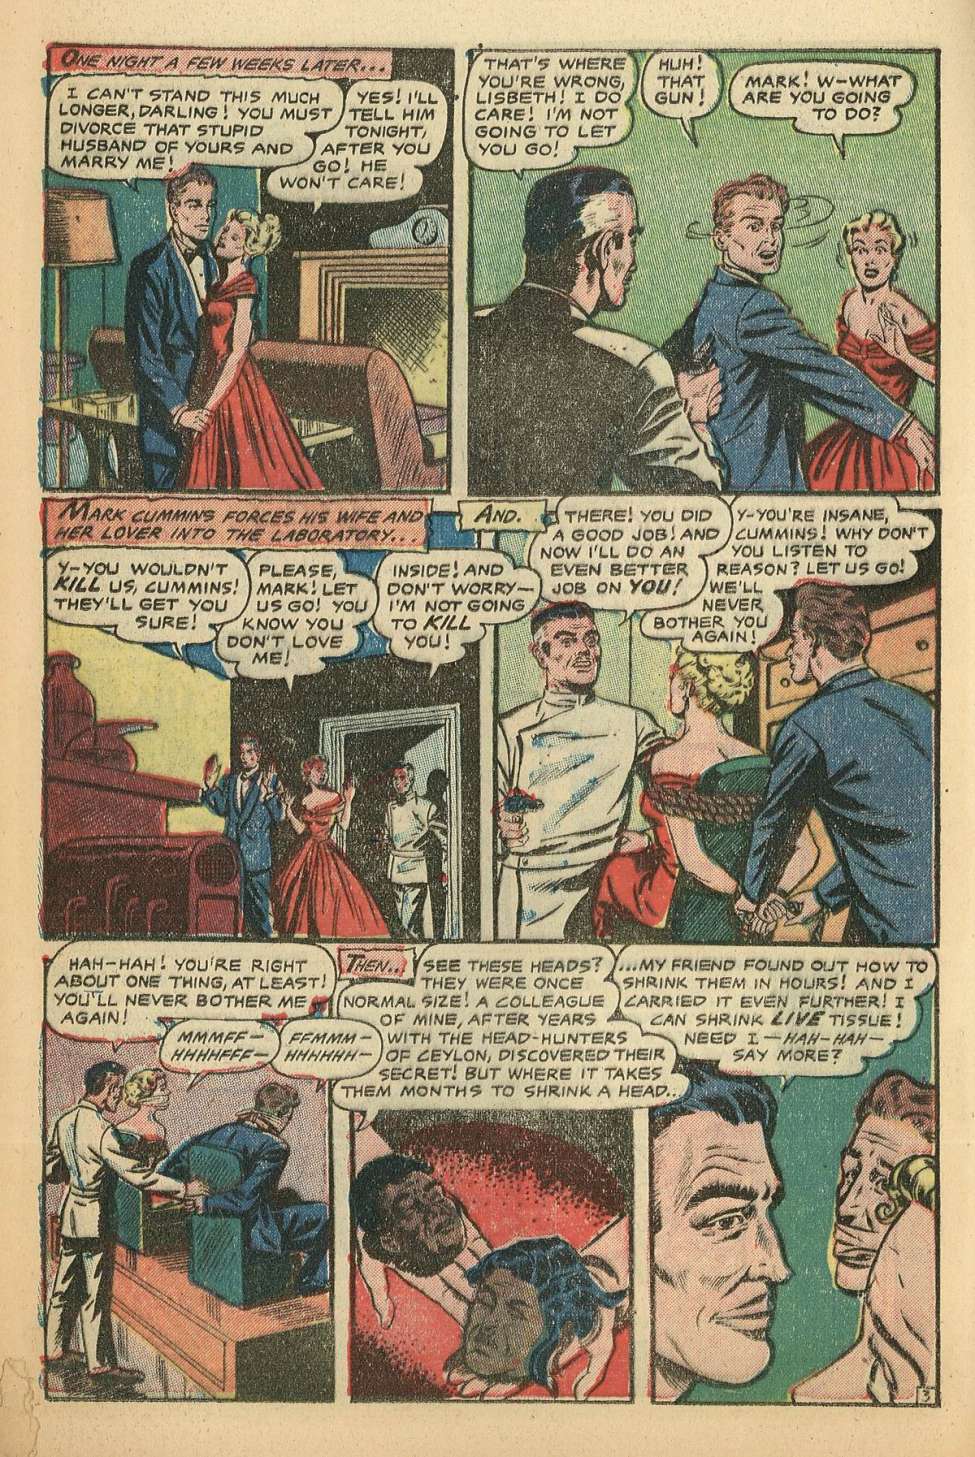 ONE NIGHT A FEW WEEKS LATER...
I CAN'T STAND THIS MUCH
LONGER, DARLING! YOU MUST
DIVORCE THAT STUPID
HUSBAND OF YOURS AND
MARRY ME!
YES! I'LL
TELL HIM
TONIGHT,
AFTER YOU
GO! HE
WON'T CARE!
THAT'S WHERE
YOU'RE WRONG,
LISBETH! I DO
CARE! I'M NOT
GOING TO LET
YOU GO!
HUH!
THAT
GUN!
MARK! W-WHAT
ARE YOU GOING
TO DO?
MARK CUMMINS FORCES HIS WIFE AND
HER LOVER INTO THE LABORATORY...
Y-YOU WOULDN'T
KILL US, CUMMINS!
THEY'LL GET YOU
SURE!
PLEASE,
MARK! LET
US GO! YOU
KNOW YOU
DON'T LOVE
ME!
INSIDE! AND
DON'T WORRY—
I'M NOT GOING
TO KILL
YOU!
AND..
THERE! YOU DID
A GOOD JOB! AND
NOW I'LL DO AN
EVEN BETTER
JOB ON YOU!
Y-YOU'RE INSANE,
CUMMINS! WHY DON'T
YOU LISTEN TO
REASON? LET US GO!
WE'LL
NEVER
BOTHER YOU
AGAIN!
HAH-HAH! YOU'RE RIGHT
ABOUT ONE THING, AT LEAST!
YOU'LL NEVER BOTHER ME
AGAIN!
MMMFF-
HHHHFFF-
FFMMM-
HHHHHH-
THEN..
SEE THESE HEADS?
THEY WERE ONCE
NORMAL SIZE! A COLLEAGUE
OF MINE, AFTER YEARS
WITH THE HEAD-HUNTERS
OF CEYLON, DISCOVERED THEIR
SECRET! BUT WHERE IT TAKES
THEM MONTHS TO SHRINK A HEAD..
...MY FRIEND FOUND OUT HOW TO
SHRINK THEM IN HOURS! AND I
CARRIED IT EVEN FURTHER! I
CAN SHRINK LIVE TISSUE!
NEED I—HAH-HAH—
SAY MORE?
3